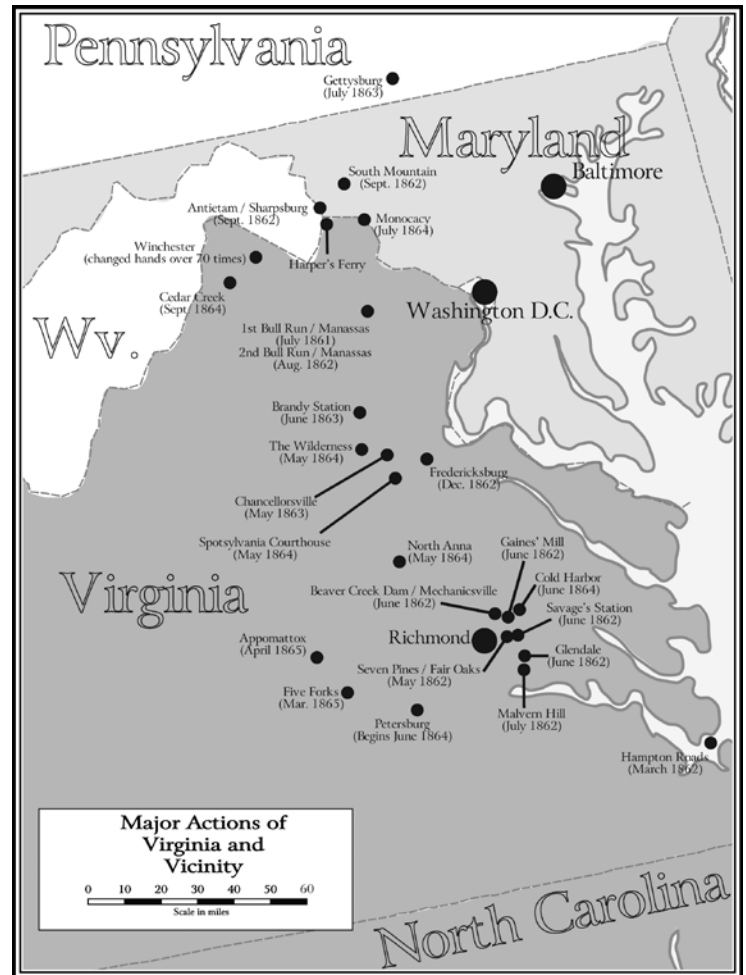 Pennsylvania
Gettysburg
(July 1863)
Maryland
Baltimore
South Mountain
(Sept. 1862)
Antietam / Sharpsburg
(Sept. 1862)
Monocacy
(July 1864)
Winchester
(changed hands over 70 times)
Harper's Ferry
Cedar Creek
(Sept. 1864)
Washington D.C.
Wv.
1st Bull Run / Manassas
(July 1861)
2nd Bull Run / Manassas
(Aug. 1862)
Brandy Station
(June 1863)
The Wilderness
(May 1864)
Fredericksburg
(Dec. 1862)
Chancellorsville
(May 1863)
Spotsylvania Courthouse
(May 1864)
North Anna
(May 1864)
Gaines' Mill
(June 1862)
Cold Harbor
(June 1864)
Virginia
Beaver Creek Dam / Mechanicsville
(June 1862)
Savage's Station
(June 1862)
Richmond
Appomattox
(April 1865)
Glendale
(June 1862)
Seven Pines / Fair Oaks
(May 1862)
Five Forks
(Mar. 1865)
Petersburg
(Begins June 1864)
Malvern Hill
(July 1862)
Hampton Roads
(March 1862)
Major Actions of
Virginia and
Vicinity
0 10 20 30 40 50 60
Scale in miles
North Carolina